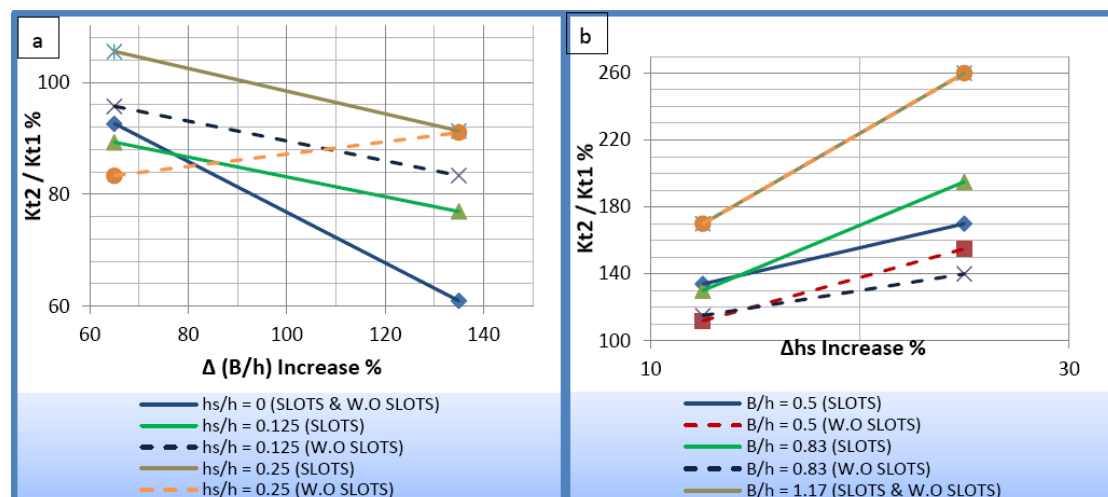 a
100
80
60
60
80
100
120
140
Kt2 / Kt1 %
Δ (B/h) Increase %
hs/h = 0 (SLOTS & W.O SLOTS)
hs/h = 0.125 (SLOTS)
hs/h = 0.125 (W.O SLOTS)
hs/h = 0.25 (SLOTS)
hs/h = 0.25 (W.O SLOTS)
b
260
220
180
140
100
10
30
Kt2 / Kt1 %
Δhs Increase %
B/h = 0.5 (SLOTS)
B/h = 0.5 (W.O SLOTS)
B/h = 0.83 (SLOTS)
B/h = 0.83 (W.O SLOTS)
B/h = 1.17 (SLOTS & W.O SLOTS)